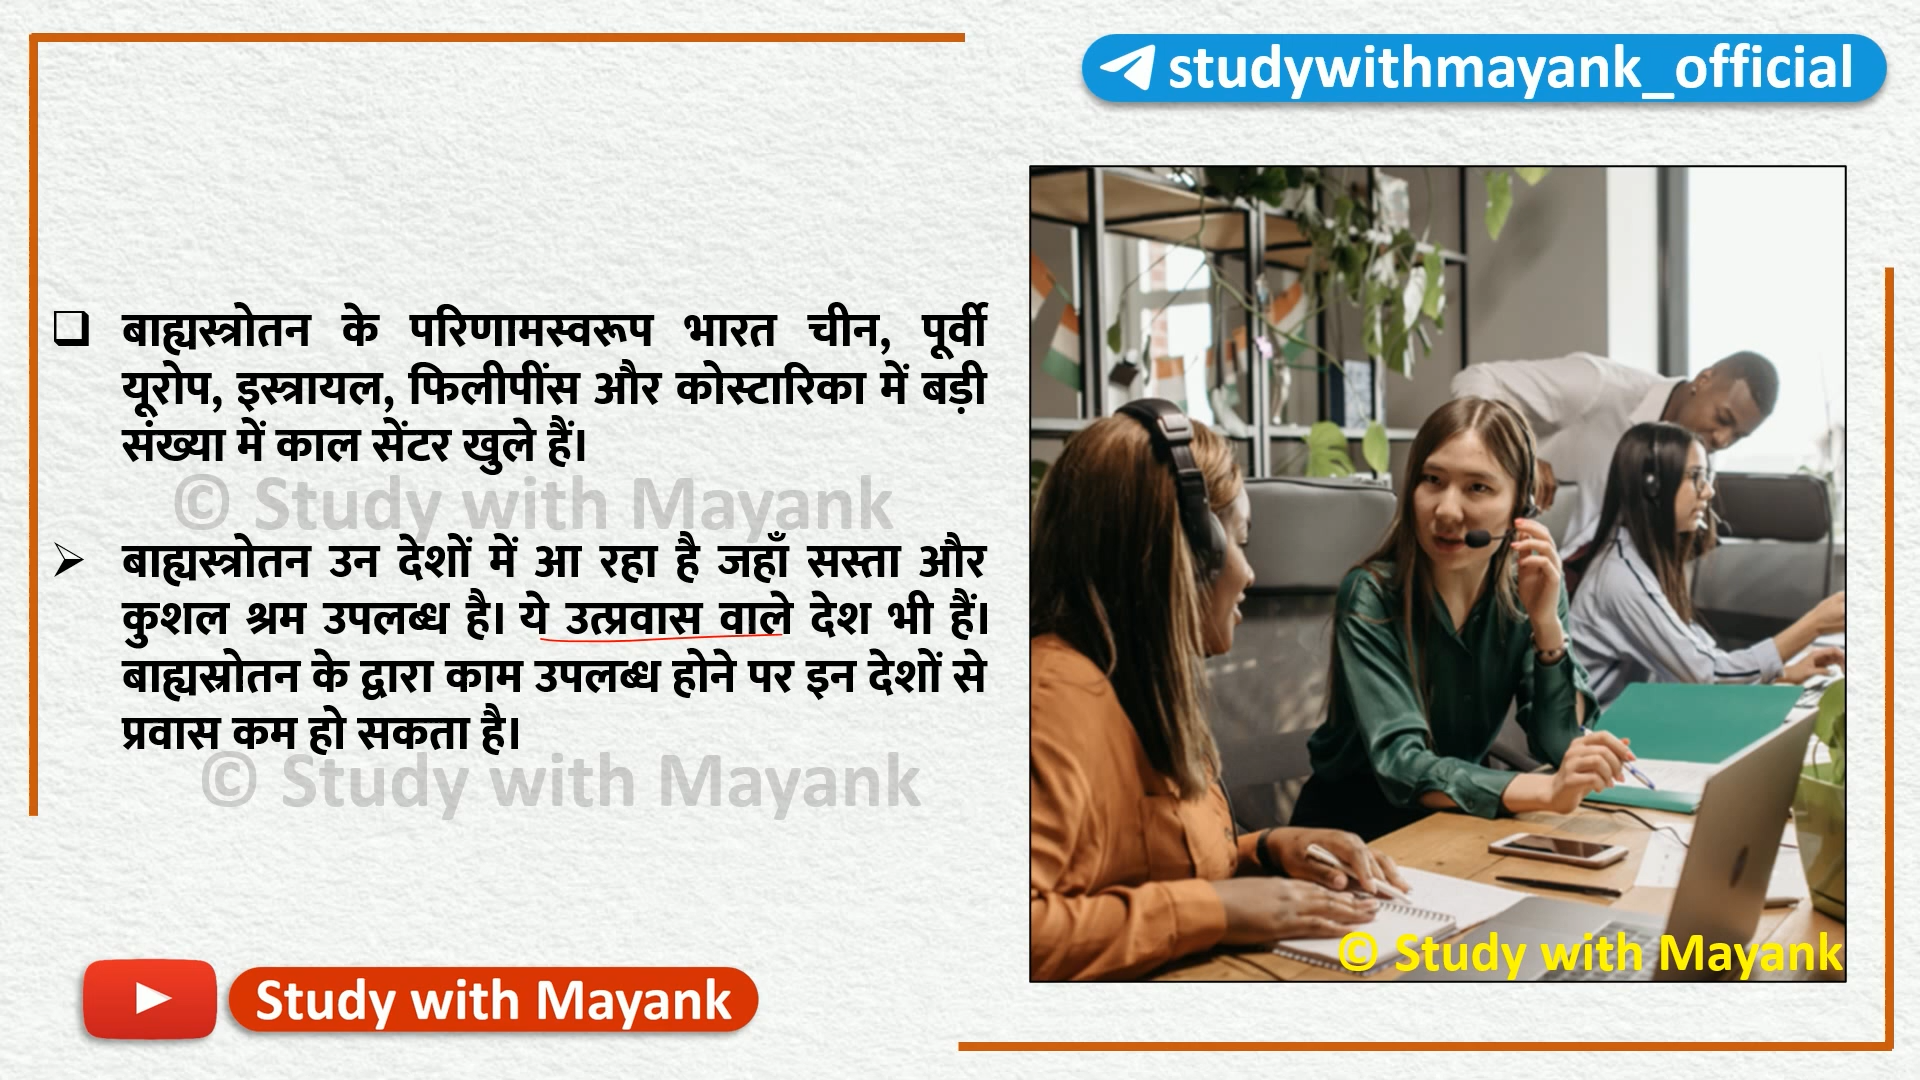 studywithmayank_official
बाह्यस्त्रोतन के परिणामस्वरूप भारत चीन, पूर्वी
यूरोप, इस्त्रायल, फिलीपींस और कोस्टारिका में बड़ी
संख्या में काल सेंटर खुले हैं।
© Study with Mayank
बाह्यस्त्रोतन उन देशों में आ रहा है जहाँ सस्ता और
कुशल श्रम उपलब्ध है। ये उत्प्रवास वाले देश भी हैं।
बाह्यस्रोतन के द्वारा काम उपलब्ध होने पर इन देशों से
प्रवास कम हो सकता है।
© Study with Mayank
© Study with Mayank
Study with Mayank